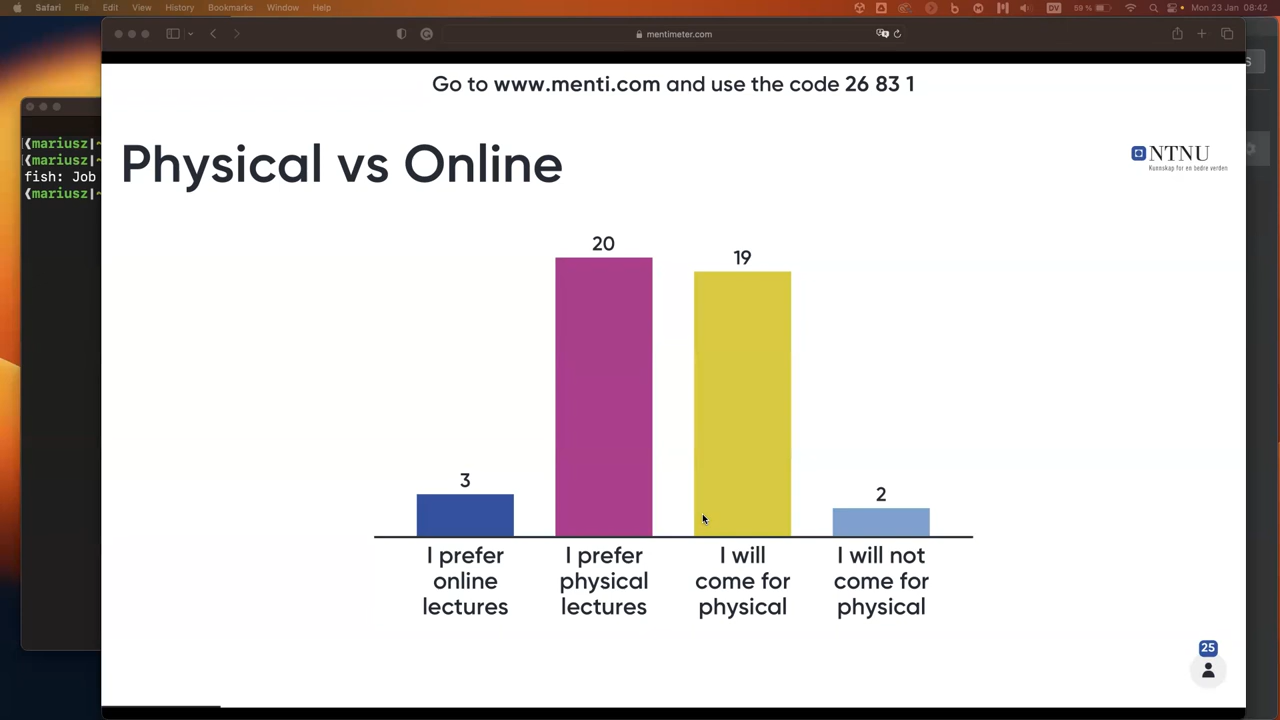 Safari File Edit View History Bookmarks Window Help 59 % Mon 23 Jan 08:42
mentimeter.com
Go to www.menti.com and use the code 26 83 1
Physical vs Online
NTNU
Kunnskap for en bedre verden
❬mariusz|~
❬mariusz|~
fish: Job
❬mariusz|~
20
19
3
2
I prefer online lectures
I prefer physical lectures
I will come for physical
I will not come for physical
25